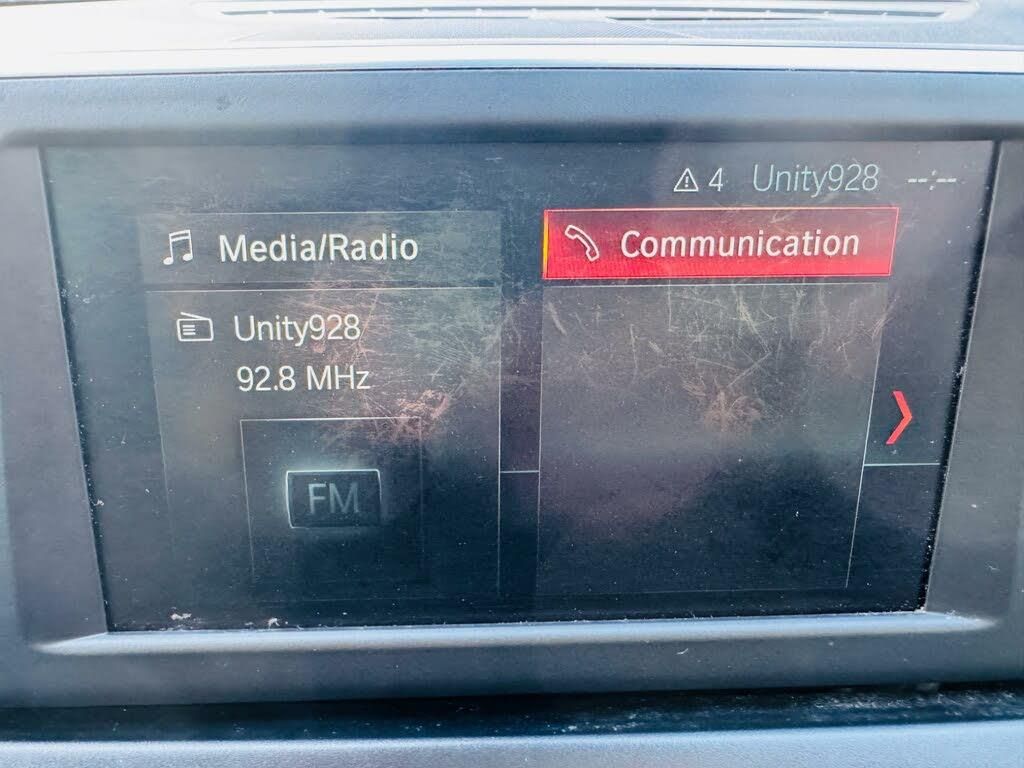 4 Unity928 --:--
Media/Radio
Communication
Unity928
92.8 MHz
FM